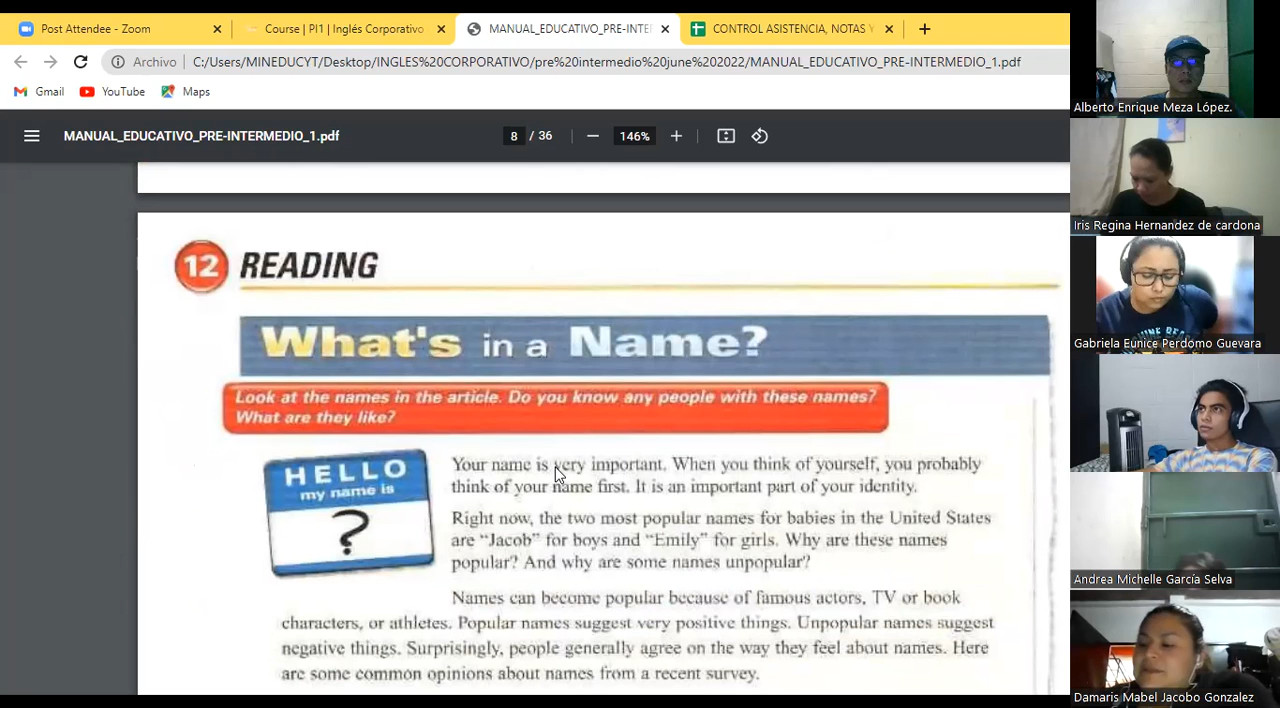 Post Attendee - Zoom
Course | PI1 | Inglés Corporativo
MANUAL_EDUCATIVO_PRE-INTE
CONTROL ASISTENCIA, NOTAS Y
Archivo C:/Users/MINEDUCYT/Desktop/INGLES%20CORPORATIVO/pre%20intermedio%20june%202022/MANUAL_EDUCATIVO_PRE-INTERMEDIO_1.pdf
Gmail YouTube Maps
MANUAL_EDUCATIVO_PRE-INTERMEDIO_1.pdf 8 / 36 146%
12 READING
What's in a Name?
Look at the names in the article. Do you know any people with these names?
What are they like?
HELLO
my name is
?
Your name is very important. When you think of yourself, you probably
think of your name first. It is an important part of your identity.
Right now, the two most popular names for babies in the United States
are "Jacob" for boys and "Emily" for girls. Why are these names
popular? And why are some names unpopular?
Names can become popular because of famous actors, TV or book
characters, or athletes. Popular names suggest very positive things. Unpopular names suggest
negative things. Surprisingly, people generally agree on the way they feel about names. Here
are some common opinions about names from a recent survey.
Alberto Enrique Meza López.
Iris Regina Hernandez de cardona
Gabriela Eunice Perdomo Guevara
Andrea Michelle García Selva
Damaris Mabel Jacobo Gonzalez